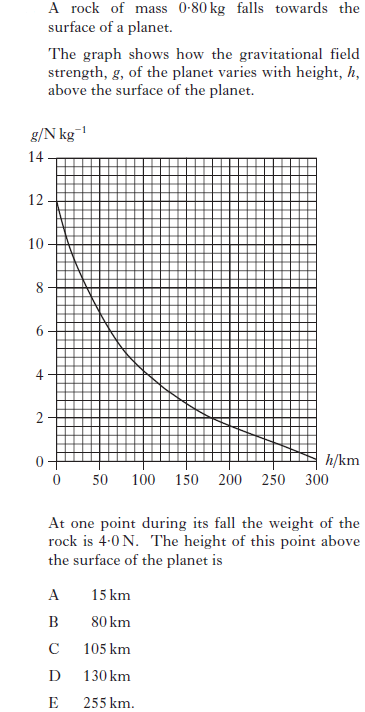 A rock of mass 0·80 kg falls towards the
surface of a planet.
The graph shows how the gravitational field
strength, g, of the planet varies with height, h,
above the surface of the planet.
g/N kg⁻¹
14
12
10
8
6
4
2
0
h/km
0 50 100 150 200 250 300
At one point during its fall the weight of the
rock is 4·0 N. The height of this point above
the surface of the planet is
A 15 km
B 80 km
C 105 km
D 130 km
E 255 km.